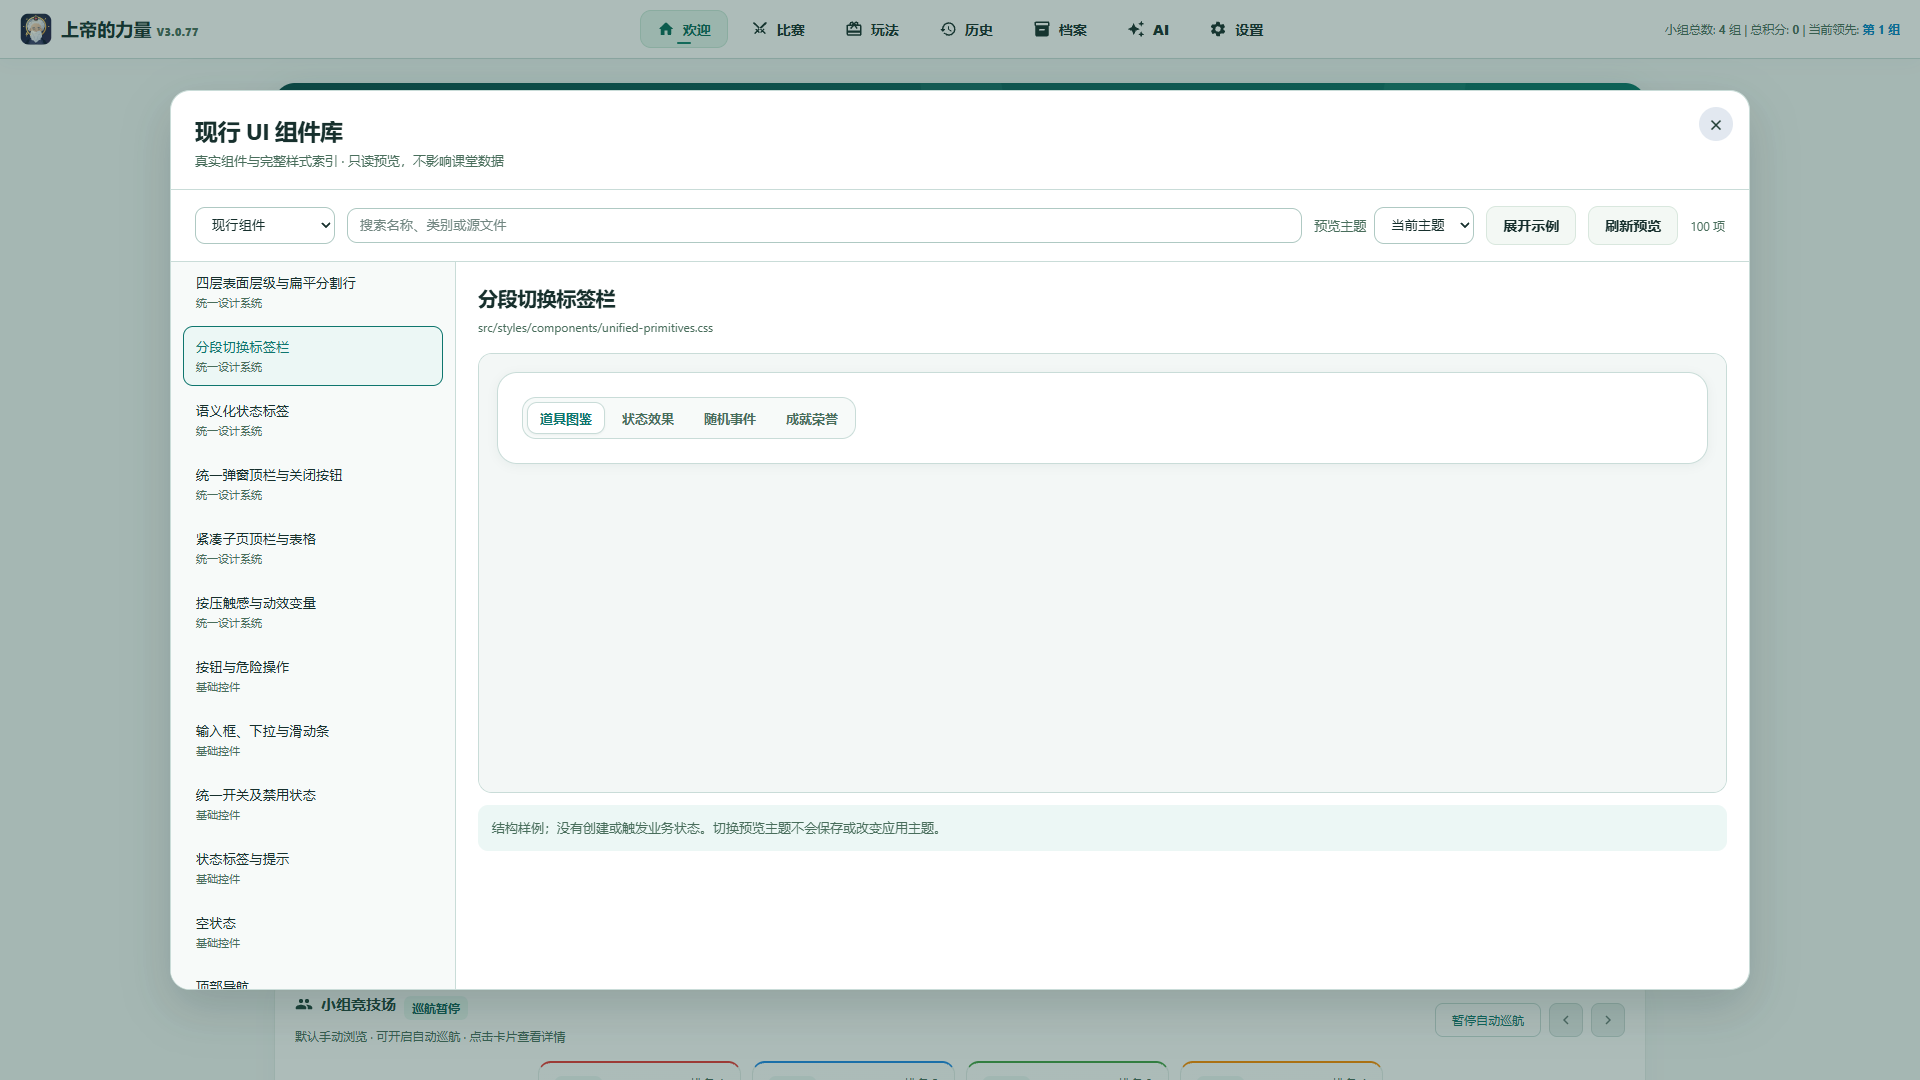 上帝的力量 V3.0.77
欢迎
比赛
玩法
历史
档案
AI
设置
小组总数: 4 组 | 总积分: 0 | 当前领先: 第 1 组
现行 UI 组件库
真实组件与完整样式索引 · 只读预览，不影响课堂数据
现行组件
搜索名称、类别或源文件
预览主题
当前主题
展开示例
刷新预览
100 项
四层表面层级与扁平分割行
统一设计系统
分段切换标签栏
统一设计系统
语义化状态标签
统一设计系统
统一弹窗顶栏与关闭按钮
统一设计系统
紧凑子页顶栏与表格
统一设计系统
按压触感与动效变量
统一设计系统
按钮与危险操作
基础控件
输入框、下拉与滑动条
基础控件
统一开关及禁用状态
基础控件
状态标签与提示
基础控件
空状态
基础控件
顶部导航
分段切换标签栏
src/styles/components/unified-primitives.css
道具图鉴
状态效果
随机事件
成就荣誉
结构样例；没有创建或触发业务状态。切换预览主题不会保存或改变应用主题。
小组竞技场
巡航暂停
默认手动浏览 · 可开启自动巡航 · 点击卡片查看详情
暂停自动巡航